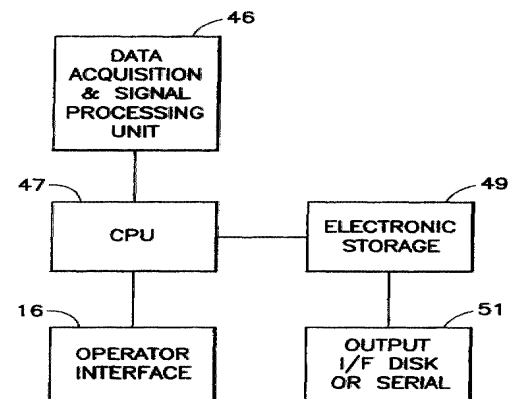 46
DATA
ACQUISITION
& SIGNAL
PROCESSING
UNIT
47
CPU
49
ELECTRONIC
STORAGE
16
OPERATOR
INTERFACE
51
OUTPUT
I/F DISK
OR SERIAL